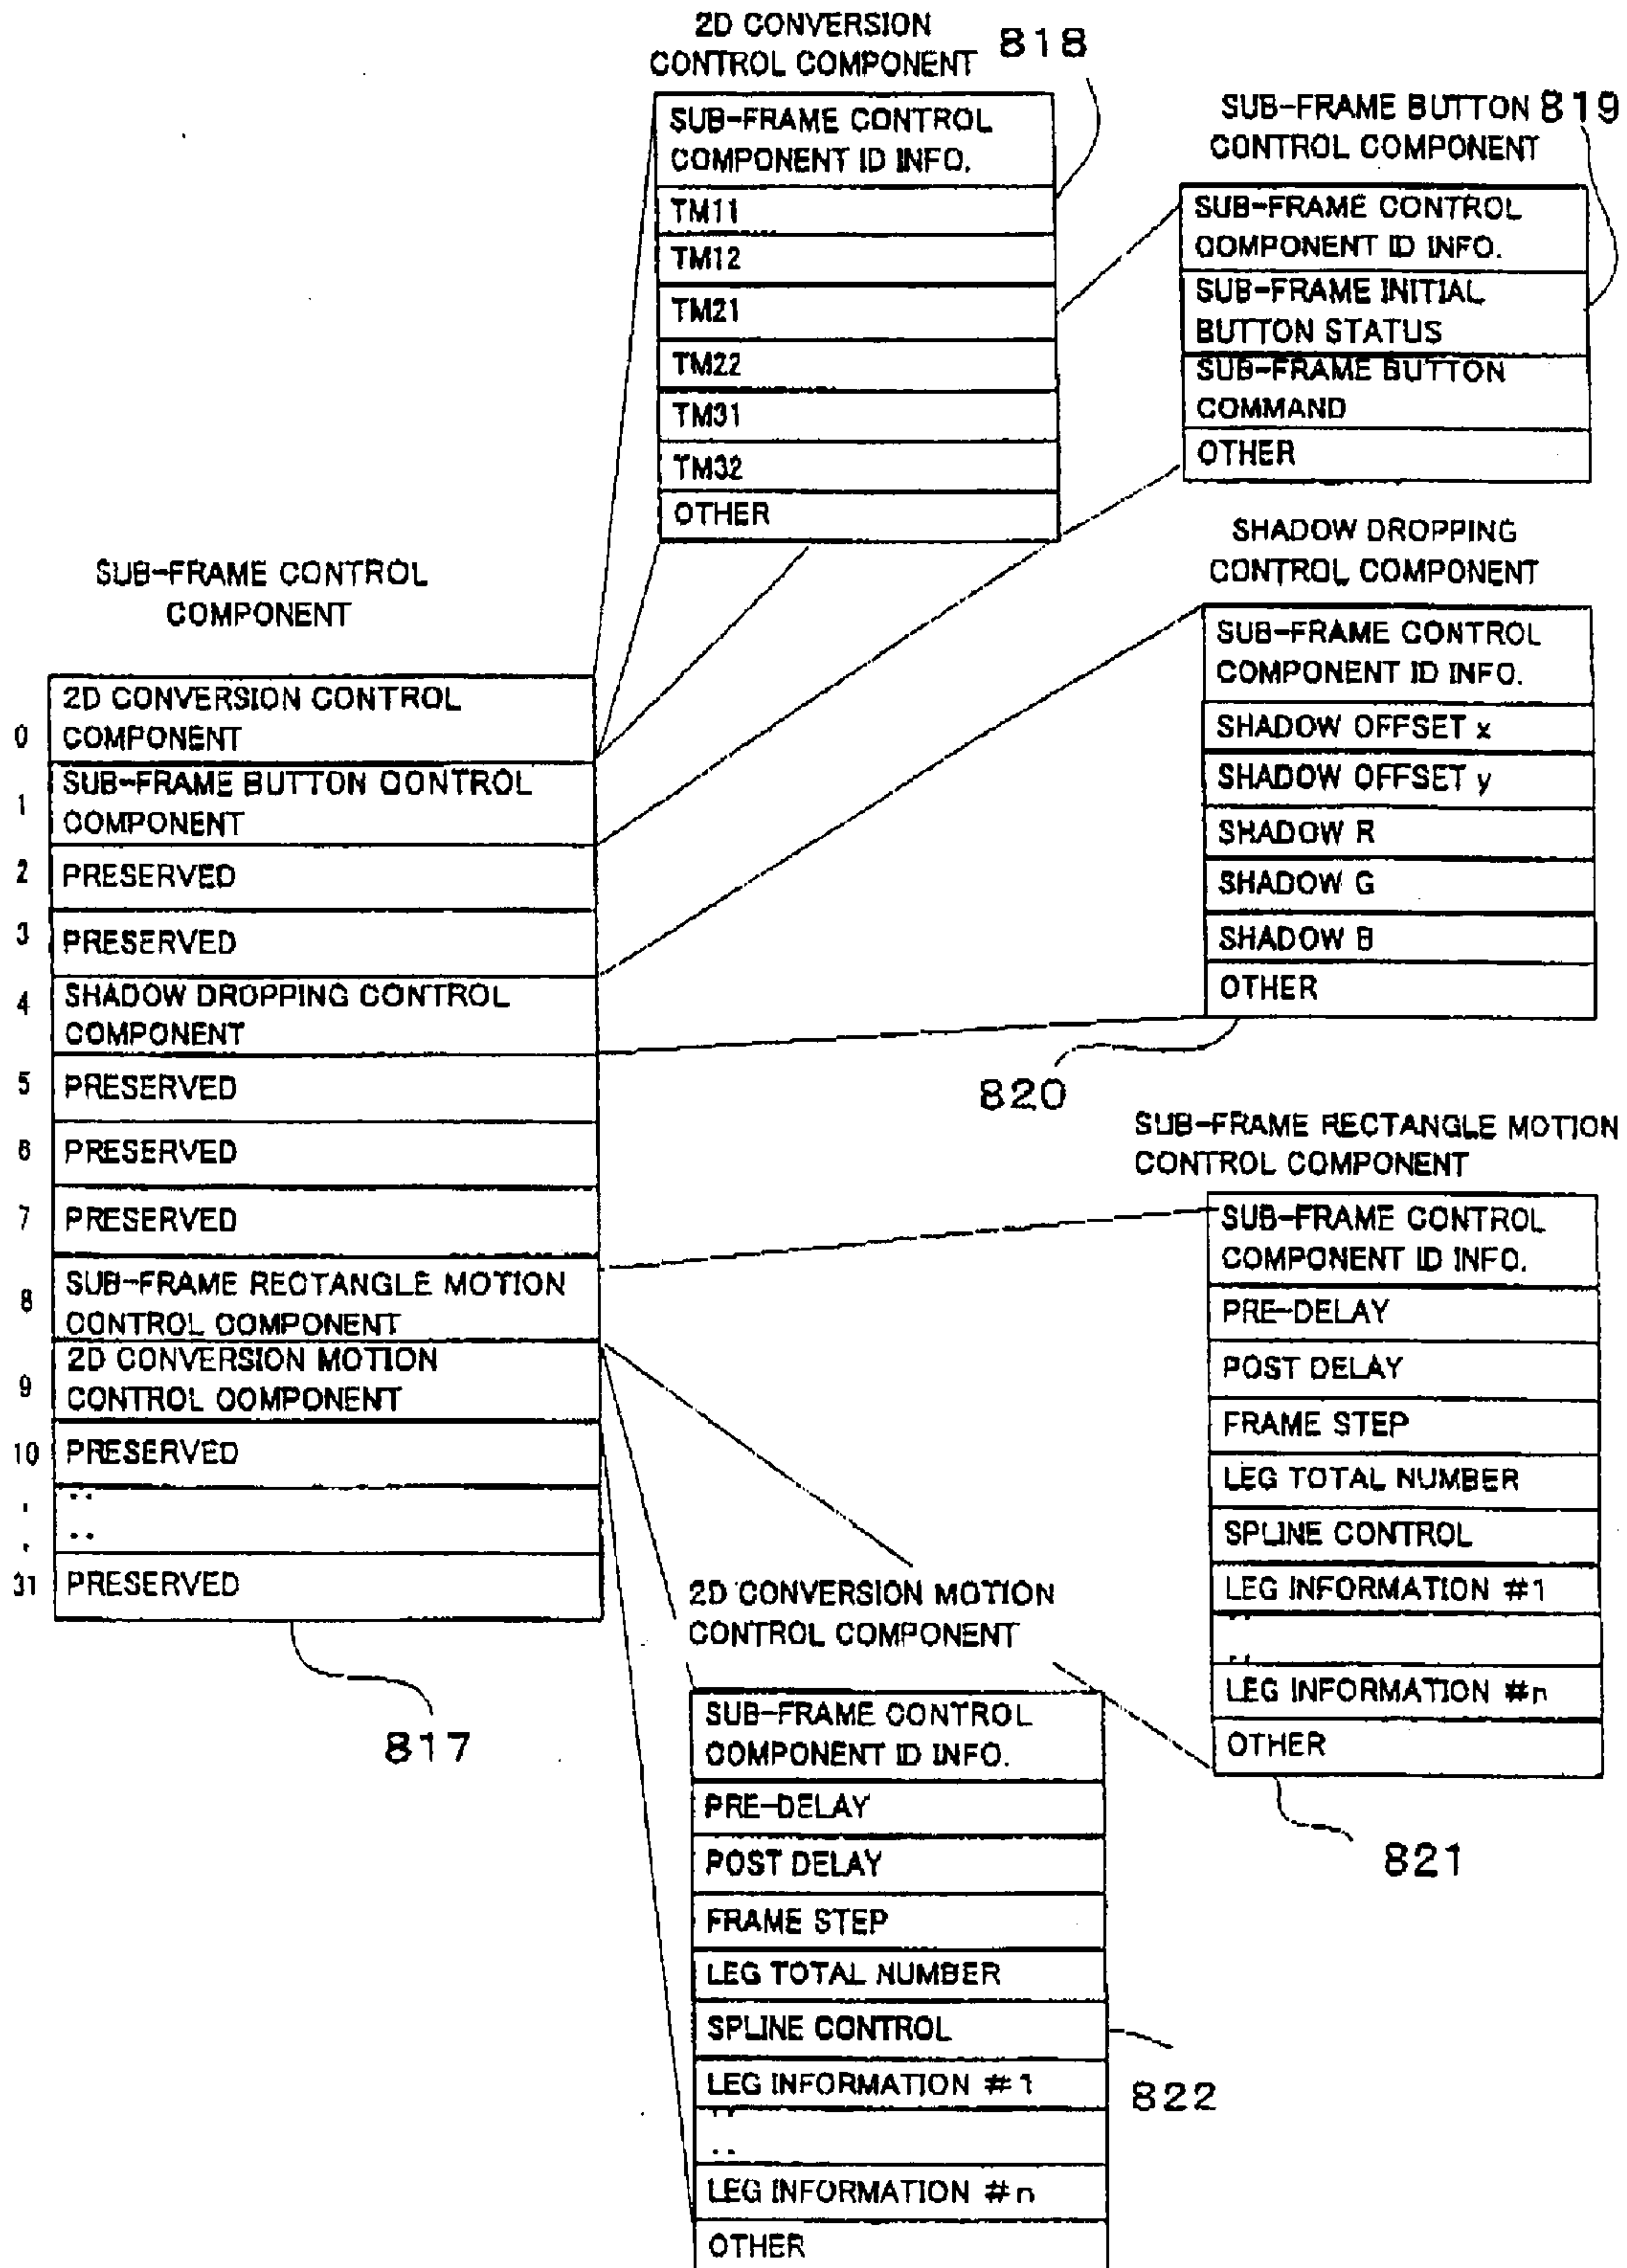 2D CONVERSION
CONTROL COMPONENT 818
SUB-FRAME CONTROL
COMPONENT ID INFO.
TM11
TM12
TM21
TM22
TM31
TM32
OTHER
SUB-FRAME BUTTON 819
CONTROL COMPONENT
SUB-FRAME CONTROL
COMPONENT ID INFO.
SUB-FRAME INITIAL
BUTTON STATUS
SUB-FRAME BUTTON
COMMAND
OTHER
SHADOW DROPPING
CONTROL COMPONENT
SUB-FRAME CONTROL
COMPONENT ID INFO.
SHADOW OFFSET x
SHADOW OFFSET y
SHADOW R
SHADOW G
SHADOW B
OTHER
820
SUB-FRAME CONTROL
COMPONENT
0 2D CONVERSION CONTROL
COMPONENT
1 SUB-FRAME BUTTON CONTROL
COMPONENT
2 PRESERVED
3 PRESERVED
4 SHADOW DROPPING CONTROL
COMPONENT
5 PRESERVED
6 PRESERVED
7 PRESERVED
8 SUB-FRAME RECTANGLE MOTION
CONTROL COMPONENT
9 2D CONVERSION MOTION
CONTROL COMPONENT
10 PRESERVED
. ..
. ..
31 PRESERVED
817
SUB-FRAME RECTANGLE MOTION
CONTROL COMPONENT
SUB-FRAME CONTROL
COMPONENT ID INFO.
PRE-DELAY
POST DELAY
FRAME STEP
LEG TOTAL NUMBER
SPLINE CONTROL
LEG INFORMATION #1
..
..
LEG INFORMATION #n
OTHER
821
2D CONVERSION MOTION
CONTROL COMPONENT
SUB-FRAME CONTROL
COMPONENT ID INFO.
PRE-DELAY
POST DELAY
FRAME STEP
LEG TOTAL NUMBER
SPLINE CONTROL
LEG INFORMATION #1
..
..
LEG INFORMATION #n
OTHER
822